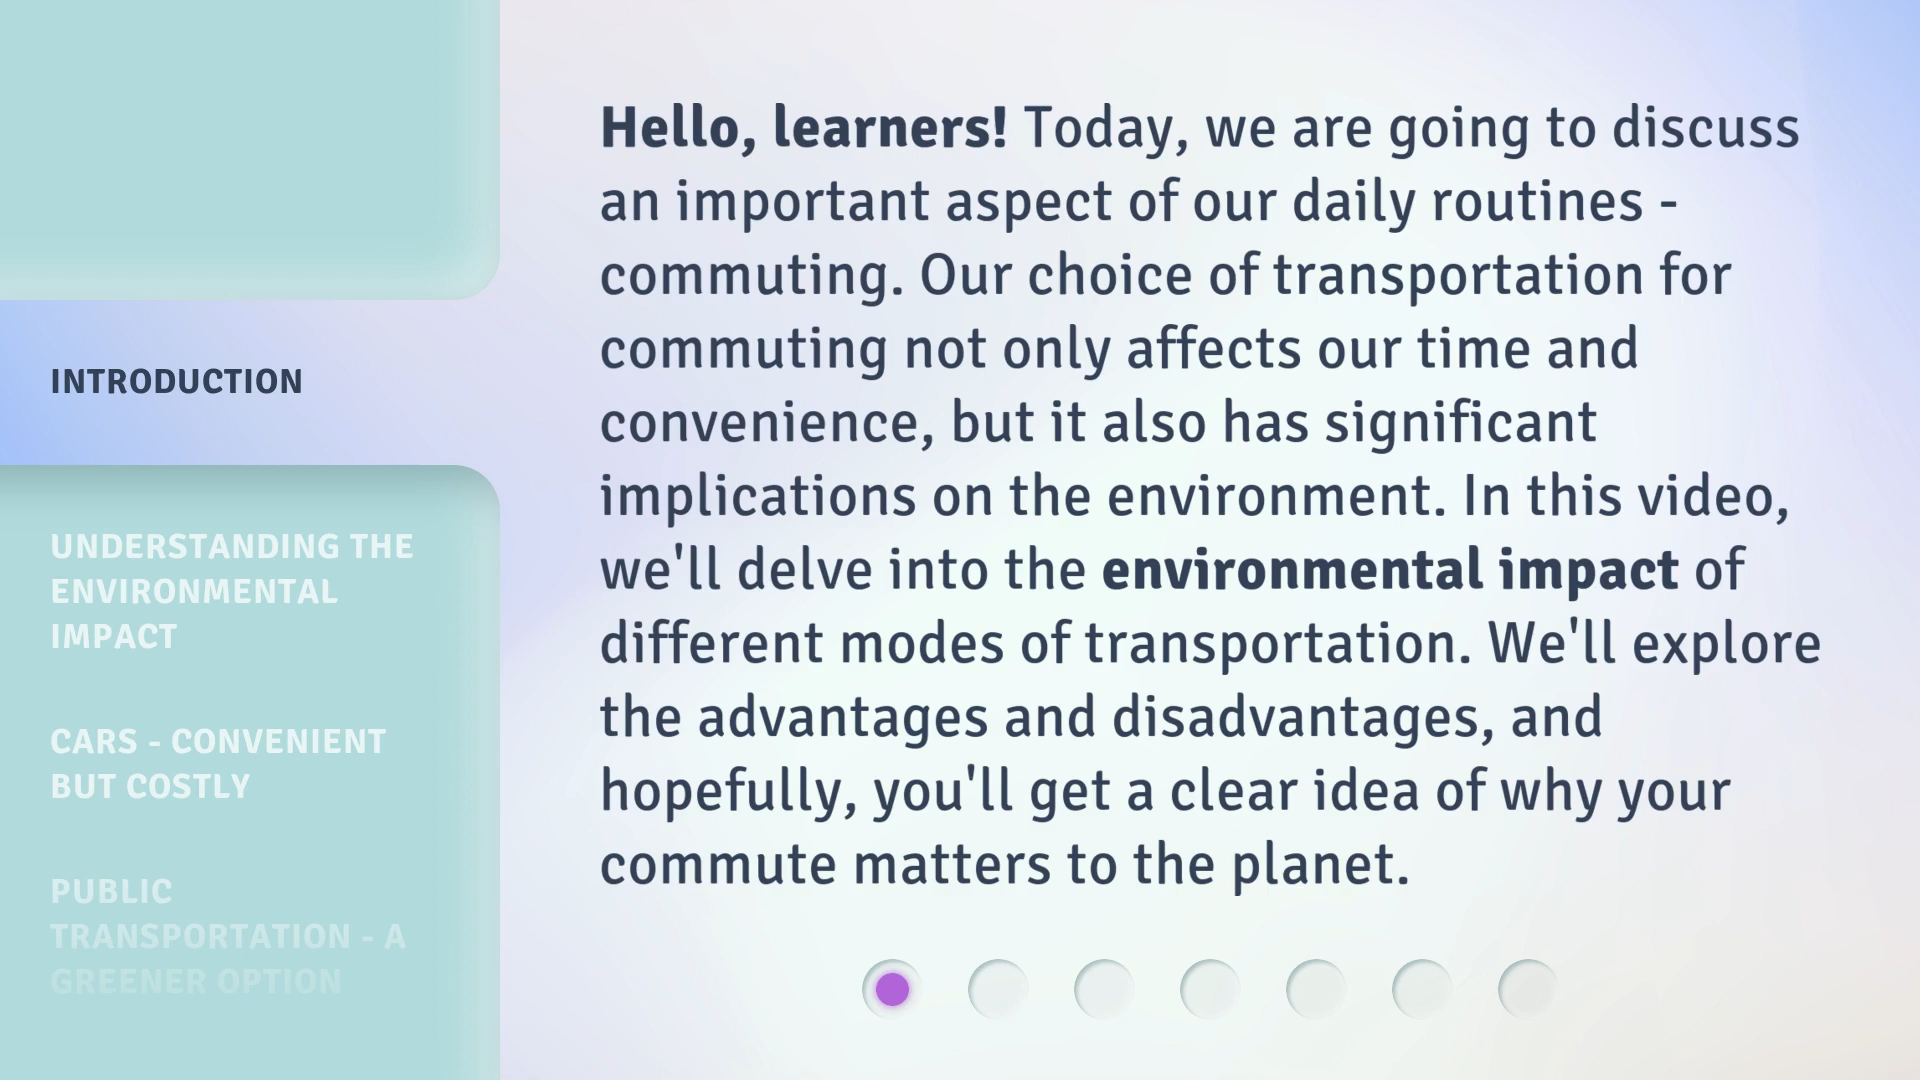 INTRODUCTION
UNDERSTANDING THE
ENVIRONMENTAL
IMPACT
CARS - CONVENIENT
BUT COSTLY
PUBLIC
TRANSPORTATION - A
GREENER OPTION
Hello, learners! Today, we are going to discuss
an important aspect of our daily routines -
commuting. Our choice of transportation for
commuting not only affects our time and
convenience, but it also has significant
implications on the environment. In this video,
we'll delve into the environmental impact of
different modes of transportation. We'll explore
the advantages and disadvantages, and
hopefully, you'll get a clear idea of why your
commute matters to the planet.